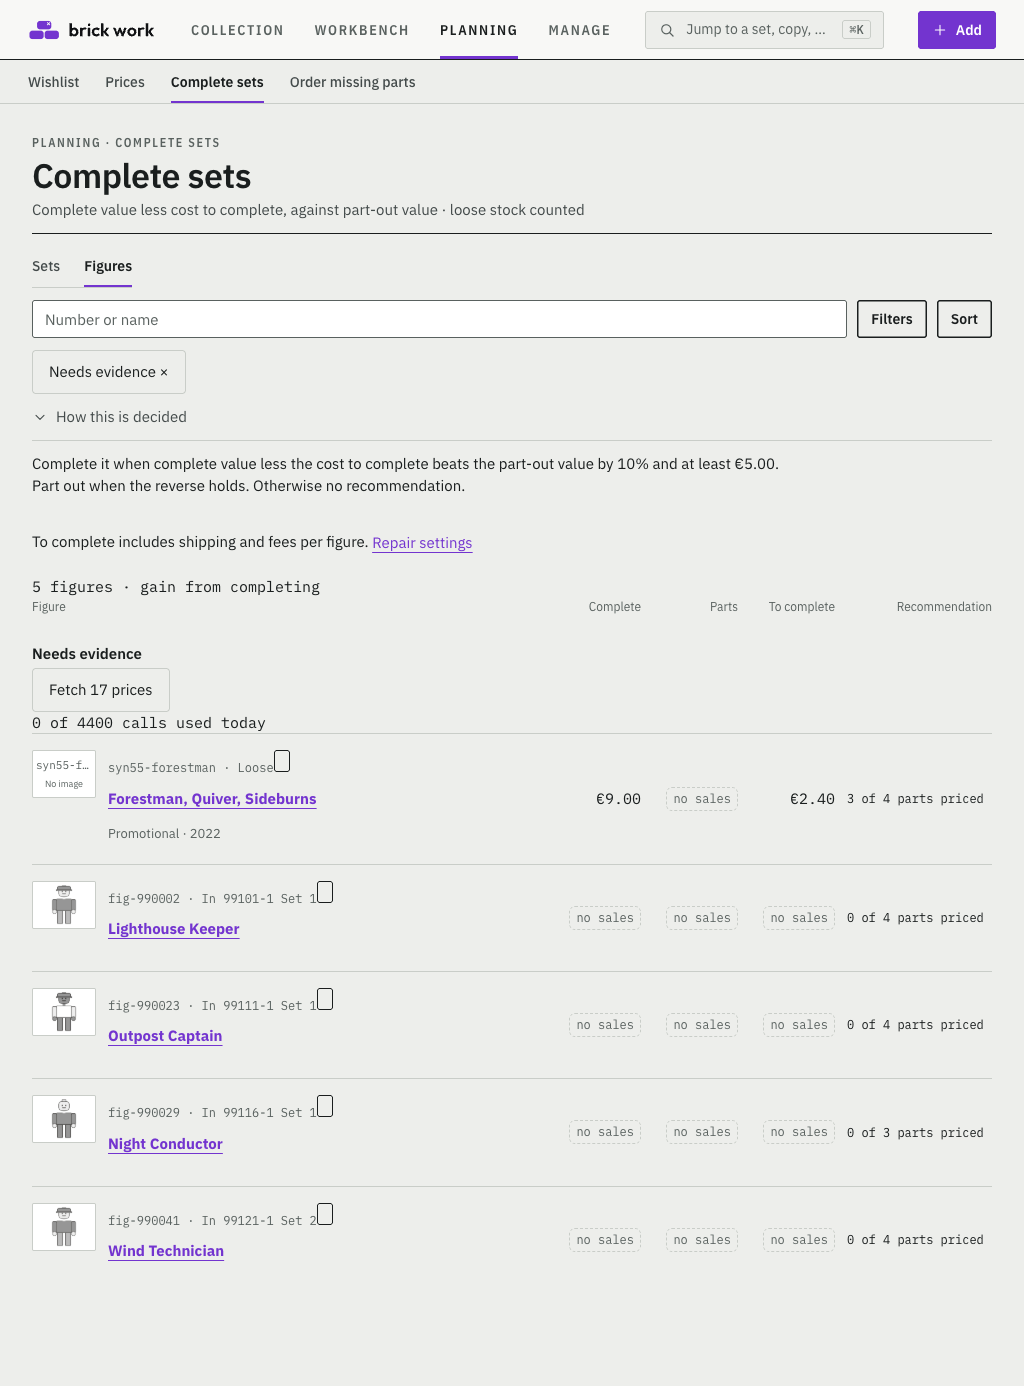 brick work
COLLECTION
WORKBENCH
PLANNING
MANAGE
Jump to a set, copy, ...
⌘K
+ Add
Wishlist
Prices
Complete sets
Order missing parts
PLANNING · COMPLETE SETS
Complete sets
Complete value less cost to complete, against part-out value · loose stock counted
Sets
Figures
Number or name
Filters
Sort
Needs evidence ×
How this is decided
Complete it when complete value less the cost to complete beats the part-out value by 10% and at least €5.00.
Part out when the reverse holds. Otherwise no recommendation.
To complete includes shipping and fees per figure. Repair settings
5 figures · gain from completing
Figure
Complete
Parts
To complete
Recommendation
Needs evidence
Fetch 17 prices
0 of 4400 calls used today
syn55-f…
No image
syn55-forestman · Loose
Forestman, Quiver, Sideburns
Promotional · 2022
€9.00
no sales
€2.40
3 of 4 parts priced
fig-990002 · In 99101-1 Set 1
Lighthouse Keeper
no sales
no sales
no sales
0 of 4 parts priced
fig-990023 · In 99111-1 Set 1
Outpost Captain
no sales
no sales
no sales
0 of 4 parts priced
fig-990029 · In 99116-1 Set 1
Night Conductor
no sales
no sales
no sales
0 of 3 parts priced
fig-990041 · In 99121-1 Set 2
Wind Technician
no sales
no sales
no sales
0 of 4 parts priced